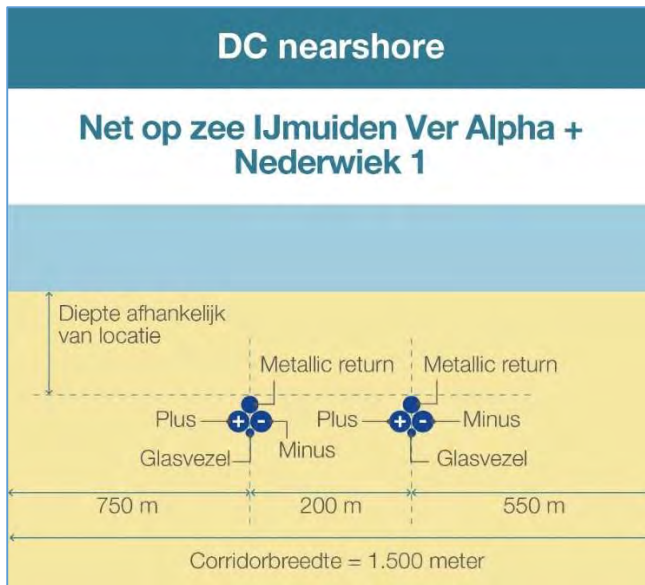 DC nearshore
Net op zee IJmuiden Ver Alpha +
Nederwiek 1
Diepte afhankelijk
van locatie
Metallic return
Metallic return
Plus
+
-
Plus
+
-
Minus
Glasvezel
Minus
Glasvezel
750 m
200 m
550 m
Corridorbreedte = 1.500 meter